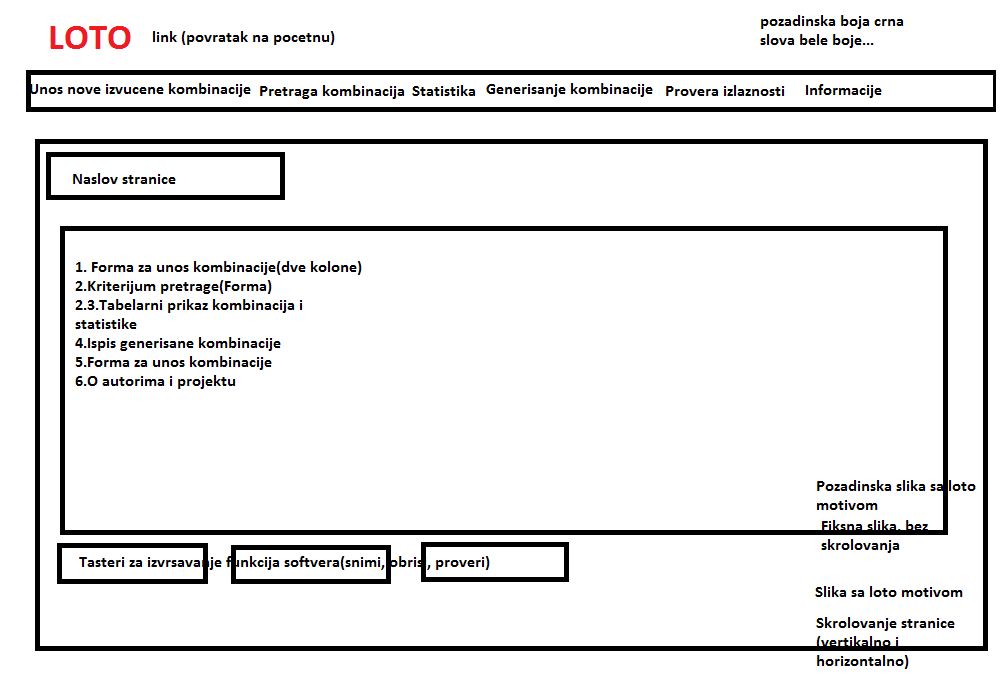 LOTO link (povratak na pocetnu)
pozadinska boja crna
slova bele boje...
Unos nove izvucene kombinacije Pretraga kombinacija Statistika Generisanje kombinacije Provera izlaznosti Informacije
Naslov stranice
1. Forma za unos kombinacije(dve kolone)
2.Kriterijum pretrage(Forma)
2.3.Tabelarni prikaz kombinacija i
statistike
4.Ispis generisane kombinacije
5.Forma za unos kombinacije
6.O autorima i projektu
Pozadinska slika sa loto
motivom
Fiksna slika, bez
skrolovanja
Tasteri za izvrsavanje funkcija softvera(snimi, obrisi, proveri)
Slika sa loto motivom
Skrolovanje stranice
(vertikalno i
horizontalno)